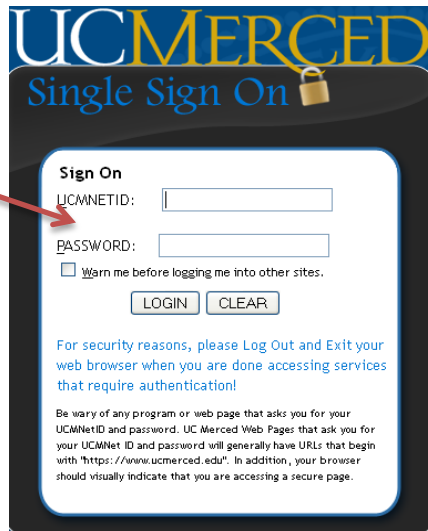 UCMERCED
Single Sign On
Sign On
UCMNETID:
PASSWORD:
Warn me before logging me into other sites.
LOGIN CLEAR
For security reasons, please Log Out and Exit your
web browser when you are done accessing services
that require authentication!
Be wary of any program or web page that asks you for your
UCMNetID and password. UC Merced Web Pages that ask you for
your UCMNet ID and password will generally have URLs that begin
with "https://www.ucmerced.edu". In addition, your browser
should visually indicate that you are accessing a secure page.